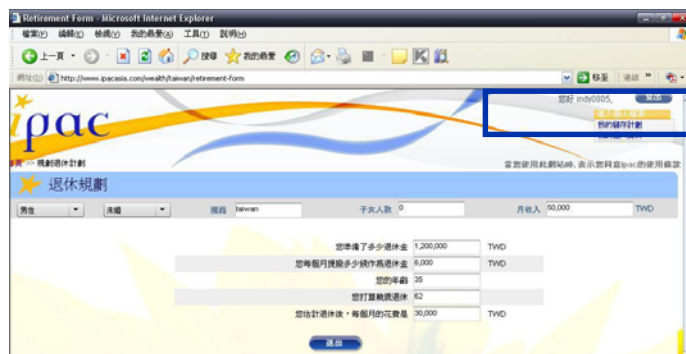 Retirement Form - Microsoft Internet Explorer
檔案(F) 編輯(E) 檢視(V) 我的最愛(A) 工具(T) 說明(H)
上一頁 搜尋 我的最愛
網址(D) http://www.ipacasia.com/wealth/taiwan/retirement-form 移至 連結 »
您好 indy0805, 登出
ipac
我的儲存計劃
首頁 >> 規劃退休計劃
當您使用此網站時, 表示您同意ipac的使用條款
退休規劃
男性 未婚 國籍 taiwan 子女人數 0 月收入 50,000 TWD
您準備了多少退休金 1,200,000 TWD
您每個月提撥多少錢作為退休金 6,000 TWD
您的年齡 35
您打算幾歲退休 62
您估計退休後，每個月的花費是 30,000 TWD
送出